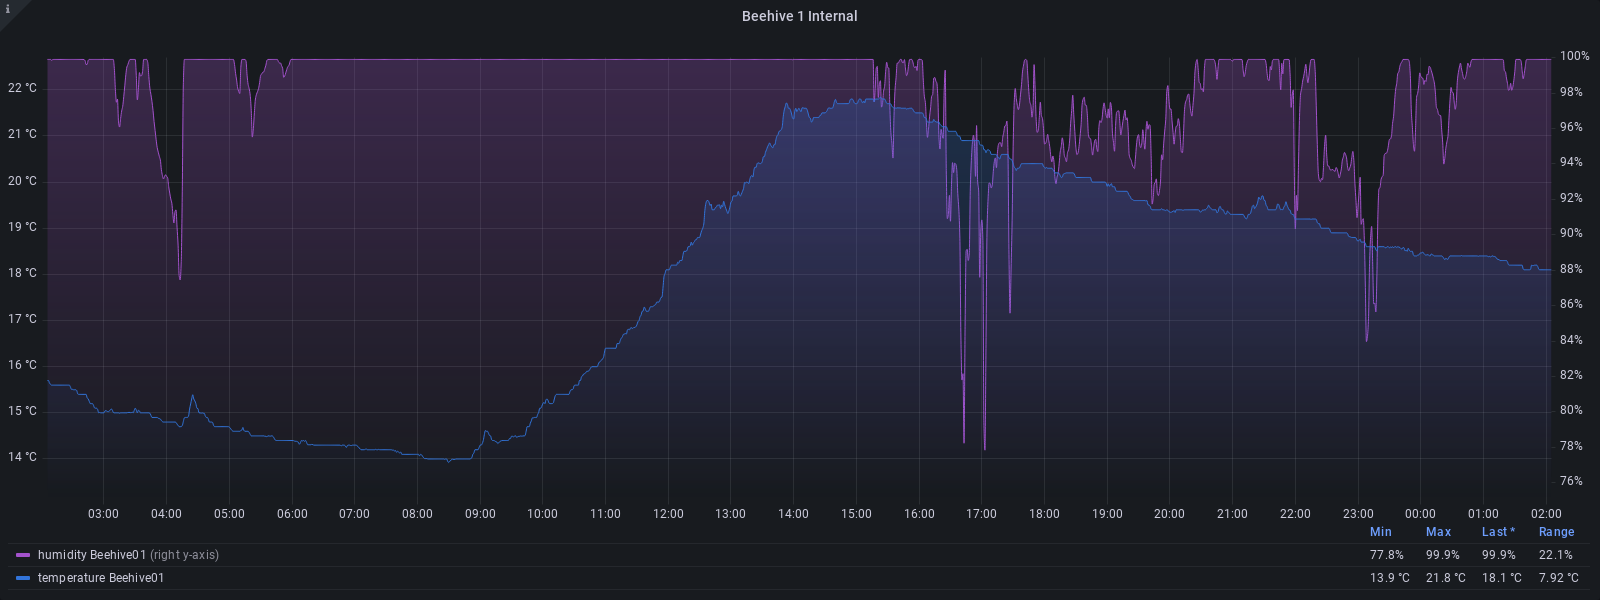 i
Beehive 1 Internal
22 °C
21 °C
20 °C
19 °C
18 °C
17 °C
16 °C
15 °C
14 °C
100%
98%
96%
94%
92%
90%
88%
86%
84%
82%
80%
78%
76%
03:00 04:00 05:00 06:00 07:00 08:00 09:00 10:00 11:00 12:00 13:00 14:00 15:00 16:00 17:00 18:00 19:00 20:00 21:00 22:00 23:00 00:00 01:00 02:00
Min Max Last * Range
humidity Beehive01 (right y-axis) 77.8% 99.9% 99.9% 22.1%
temperature Beehive01 13.9 °C 21.8 °C 18.1 °C 7.92 °C